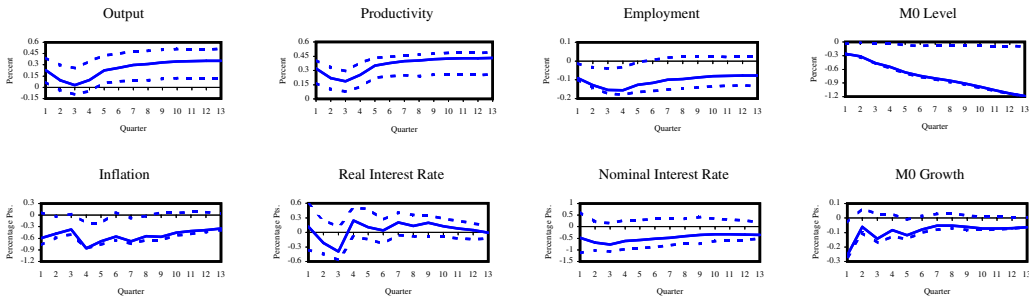 Output Productivity Employment M0 Level
Percent
0.6
0.45
0.3
0.15
0
-0.15
1 2 3 4 5 6 7 8 9 10 11 12 13
Quarter
Percent
0.6
0.45
0.3
0.15
0
1 2 3 4 5 6 7 8 9 10 11 12 13
Quarter
Percent
0.1
0
-0.1
-0.2
1 2 3 4 5 6 7 8 9 10 11 12 13
Quarter
Percent
0
-0.3
-0.6
-0.9
-1.2
1 2 3 4 5 6 7 8 9 10 11 12 13
Quarter
Inflation Real Interest Rate Nominal Interest Rate M0 Growth
Percentage Pts.
0.3
0
-0.3
-0.6
-0.9
-1.2
1 2 3 4 5 6 7 8 9 10 11 12 13
Quarter
Percentage Pts.
0.6
0.3
0
-0.3
-0.6
1 2 3 4 5 6 7 8 9 10 11 12 13
Quarter
Percentage Pts.
1
0.5
0
-0.5
-1
-1.5
1 2 3 4 5 6 7 8 9 10 11 12 13
Quarter
Percentage Pts.
0.1
0
-0.1
-0.2
-0.3
1 2 3 4 5 6 7 8 9 10 11 12 13
Quarter